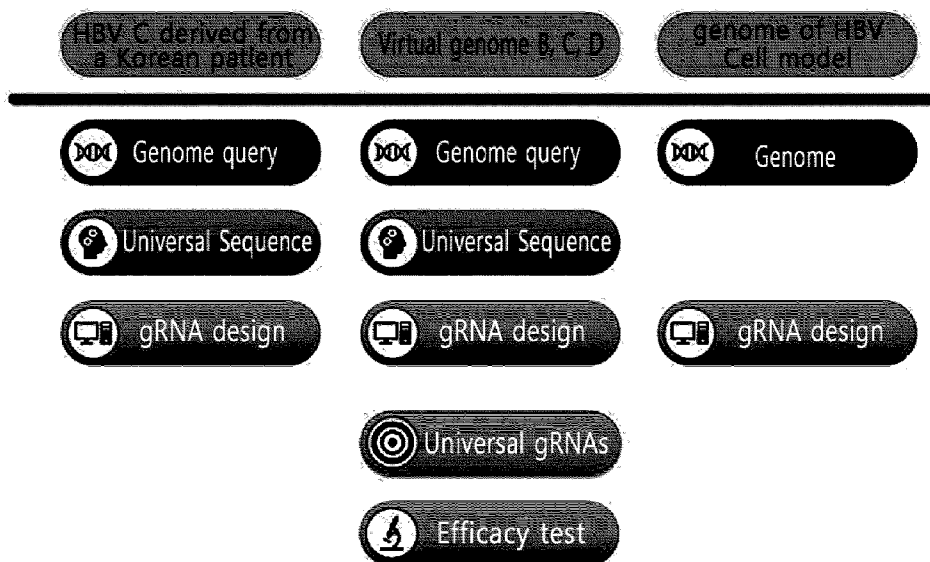 HBV C derived from
a Korean patient
Virtual genome B, C, D
genome of HBV
Cell model
Genome query
Genome query
Genome
Universal Sequence
Universal Sequence
gRNA design
gRNA design
gRNA design
Universal gRNAs
Efficacy test